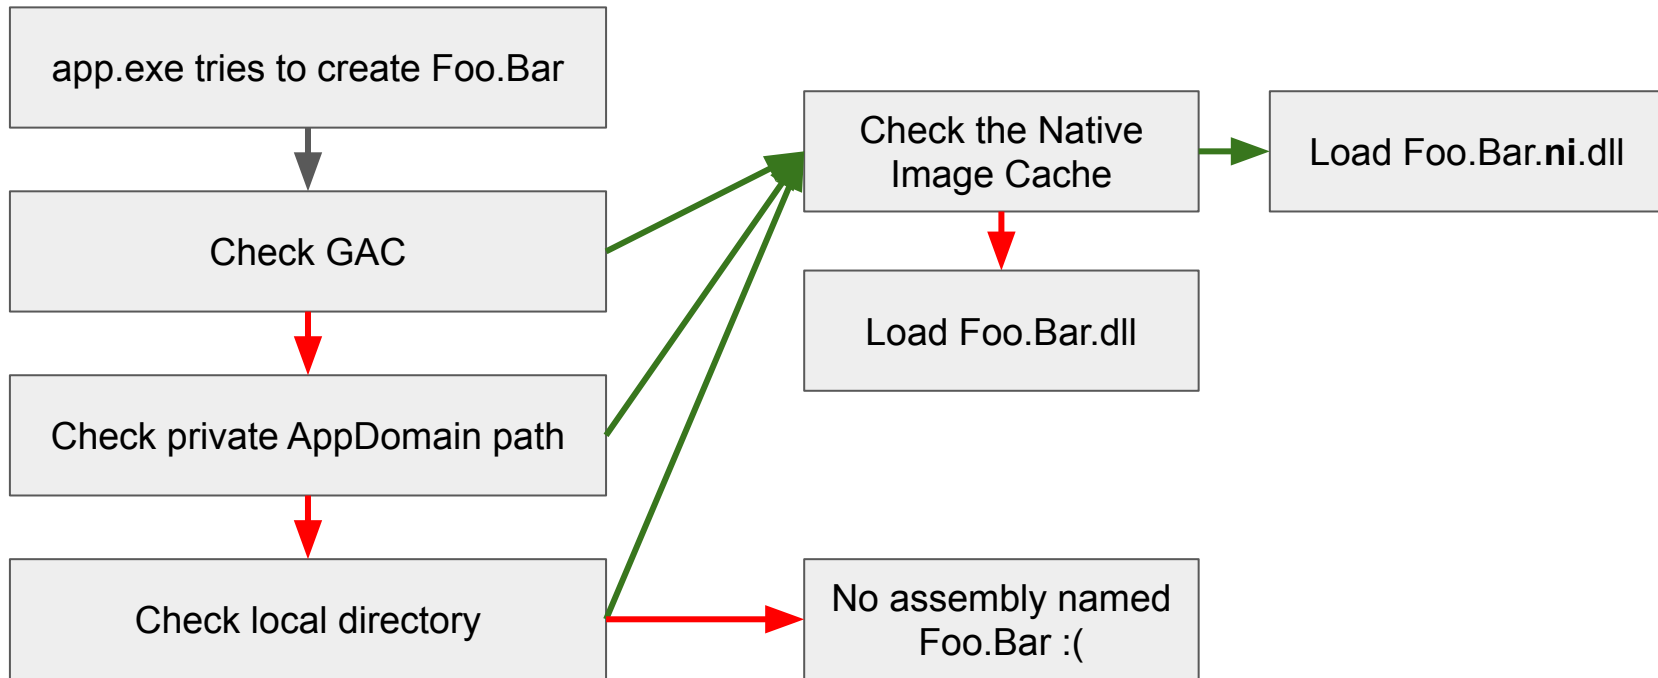 app.exe tries to create Foo.Bar
Check GAC
Check private AppDomain path
Check local directory
Check the Native
Image Cache
Load Foo.Bar.ni.dll
Load Foo.Bar.dll
No assembly named
Foo.Bar :(